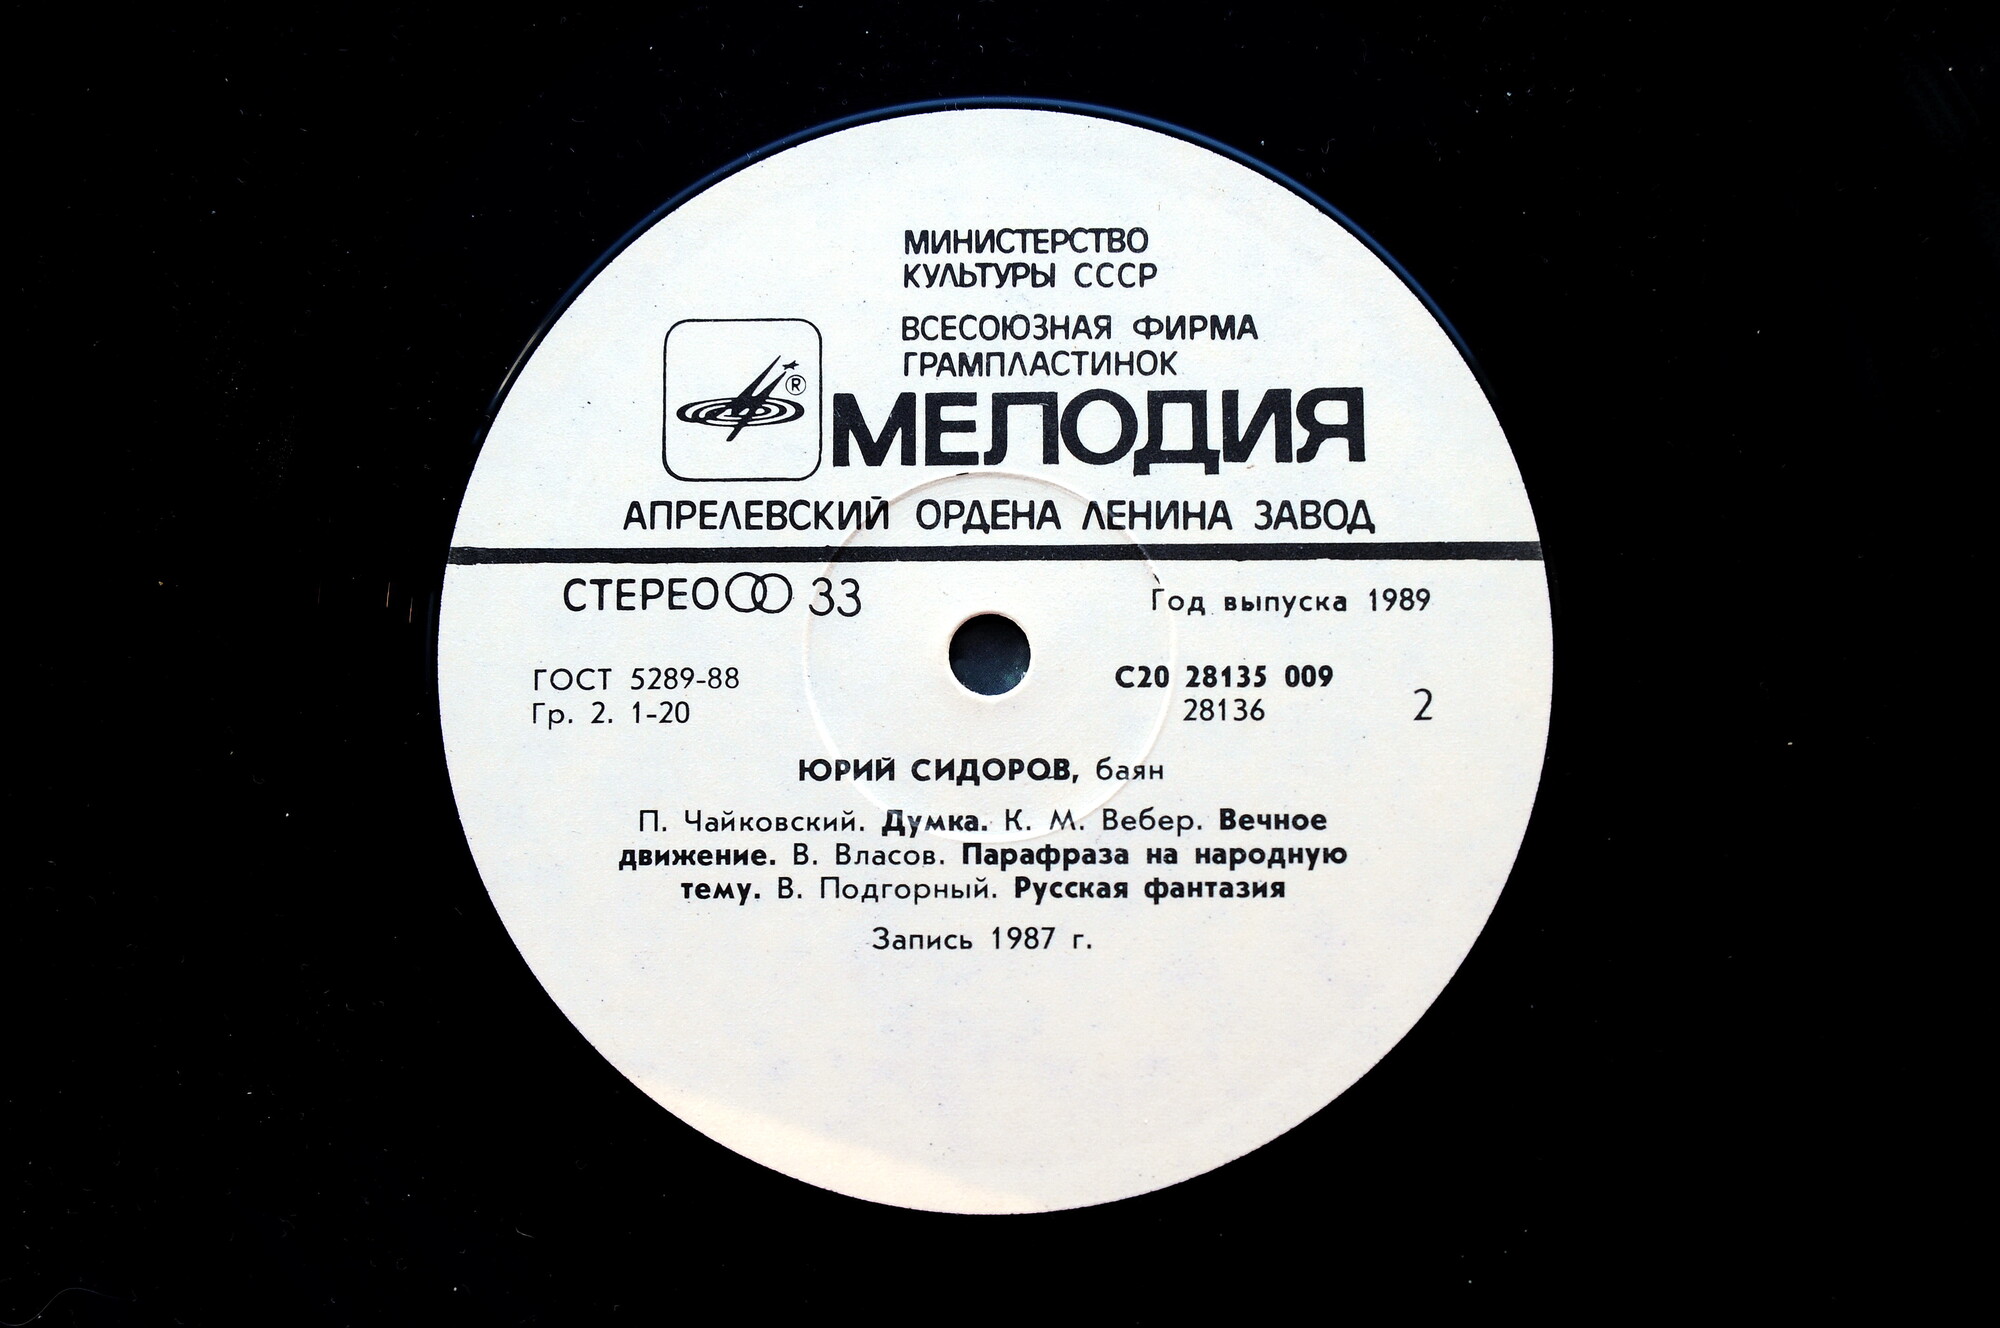 МИНИСТЕРСТВО
КУЛЬТУРЫ СССР
ВСЕСОЮЗНАЯ ФИРМА
ГРАМПЛАСТИНОК
®
МЕЛОДИЯ
АПРЕЛЕВСКИЙ ОРДЕНА ЛЕНИНА ЗАВОД
СТЕРЕО 33
Год выпуска 1989
ГОСТ 5289-88
Гр. 2. 1-20
С20 28135 009
28136
2
ЮРИЙ СИДОРОВ, баян
П. Чайковский. Думка. К. М. Вебер. Вечное
движение. В. Власов. Парафраза на народную
тему. В. Подгорный. Русская фантазия
Запись 1987 г.